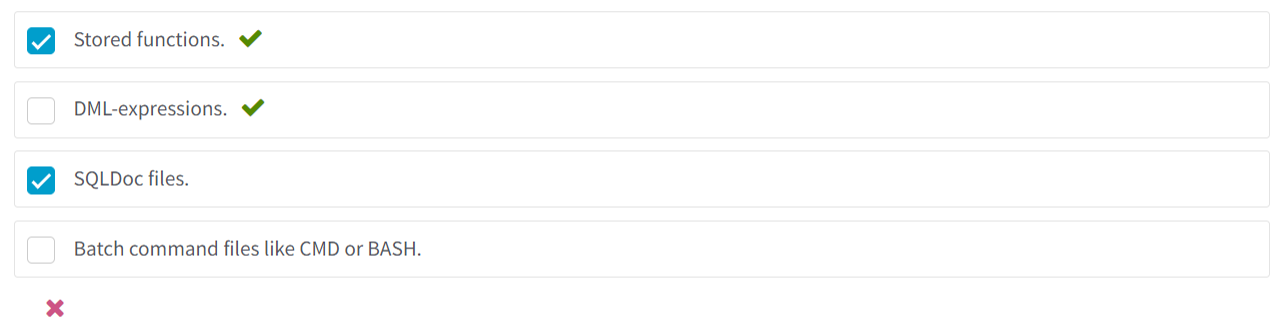 Stored functions.
DML-expressions.
SQLDoc files.
Batch command files like CMD or BASH.